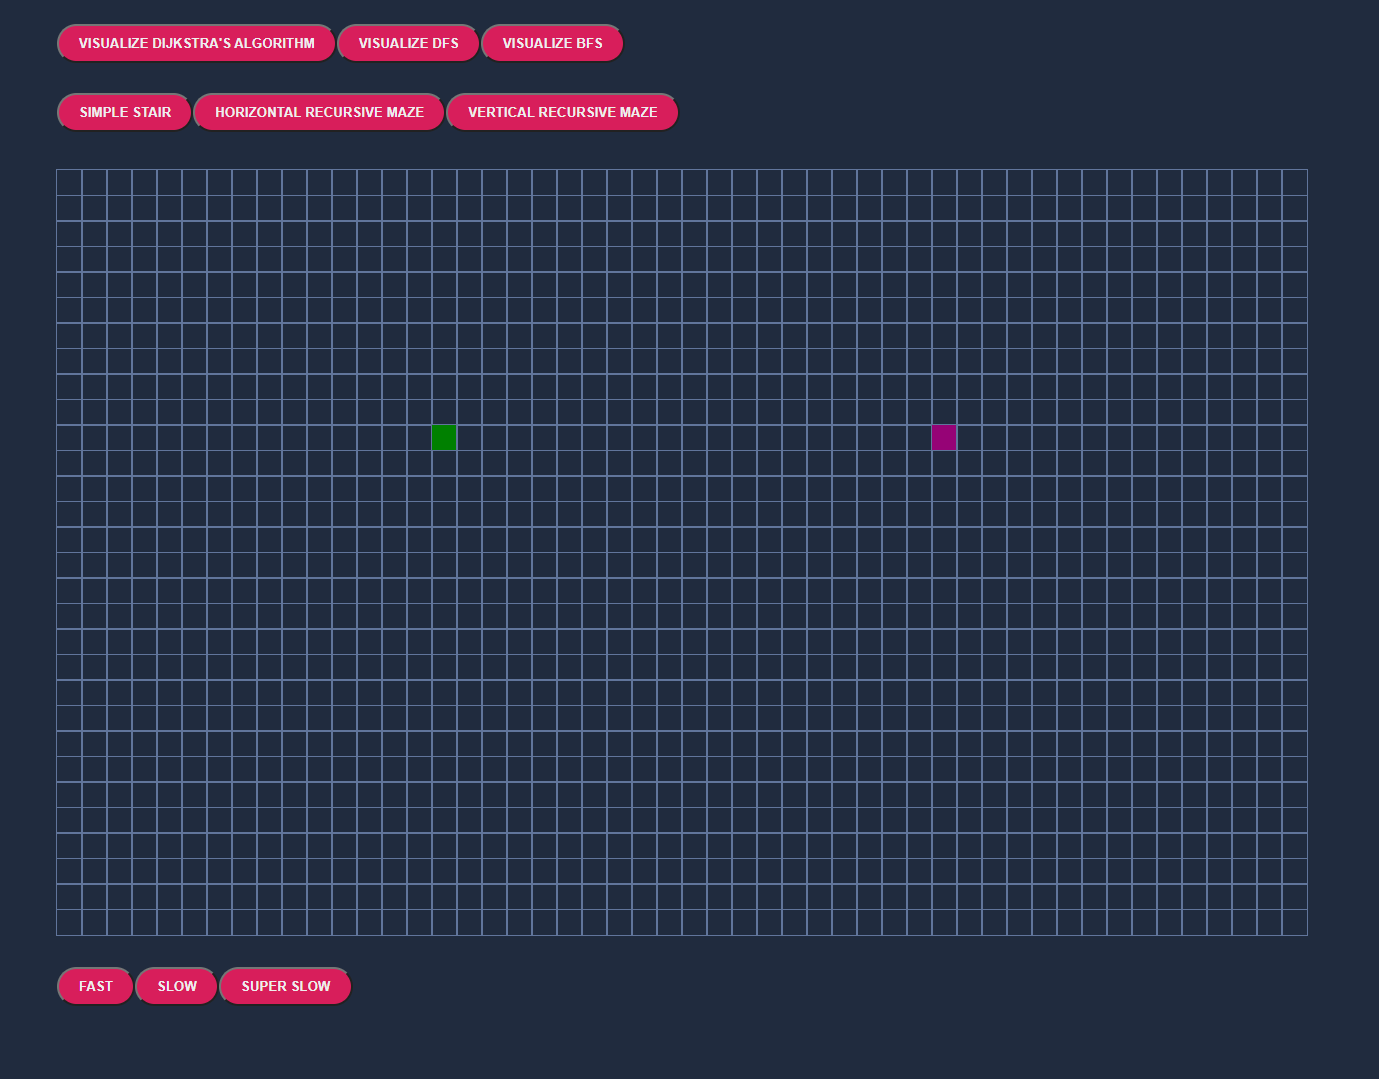 VISUALIZE DIJKSTRA'S ALGORITHM VISUALIZE DFS VISUALIZE BFS
SIMPLE STAIR HORIZONTAL RECURSIVE MAZE VERTICAL RECURSIVE MAZE
FAST SLOW SUPER SLOW